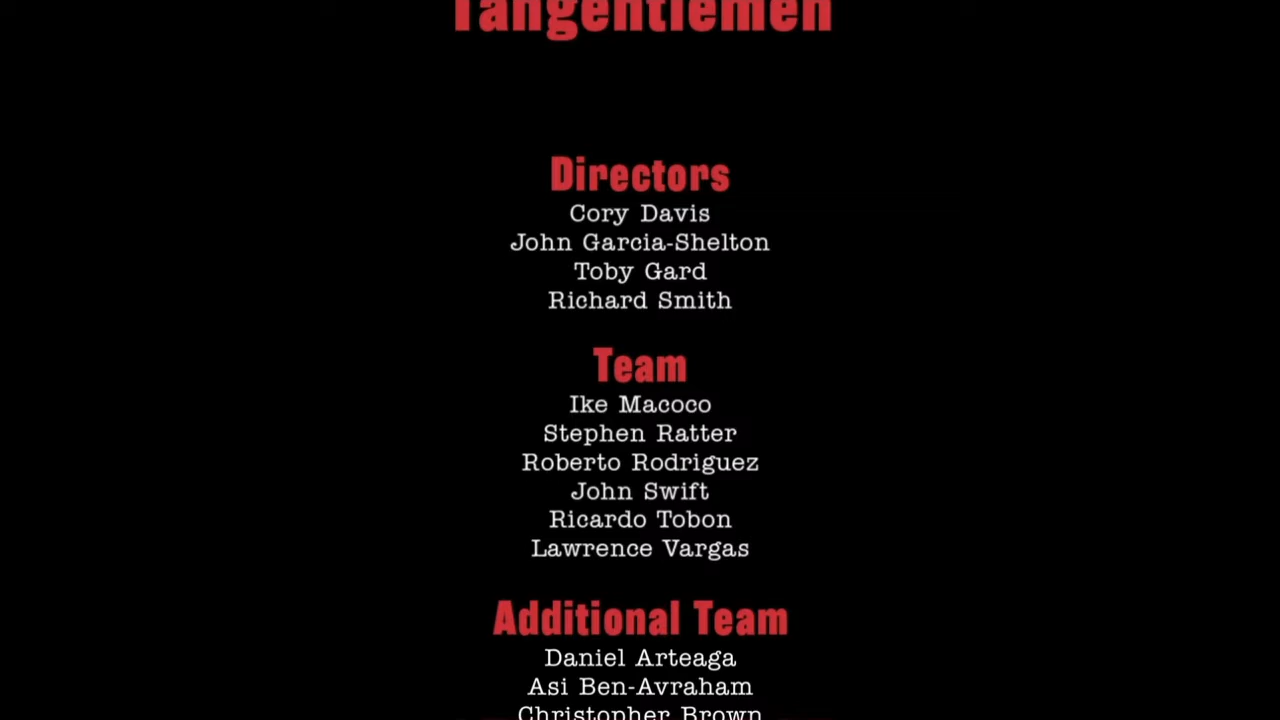 Tangentlemen
Directors
Cory Davis
John Garcia-Shelton
Toby Gard
Richard Smith
Team
Ike Macoco
Stephen Ratter
Roberto Rodriguez
John Swift
Ricardo Tobon
Lawrence Vargas
Additional Team
Daniel Arteaga
Asi Ben-Avraham
Christopher Brown